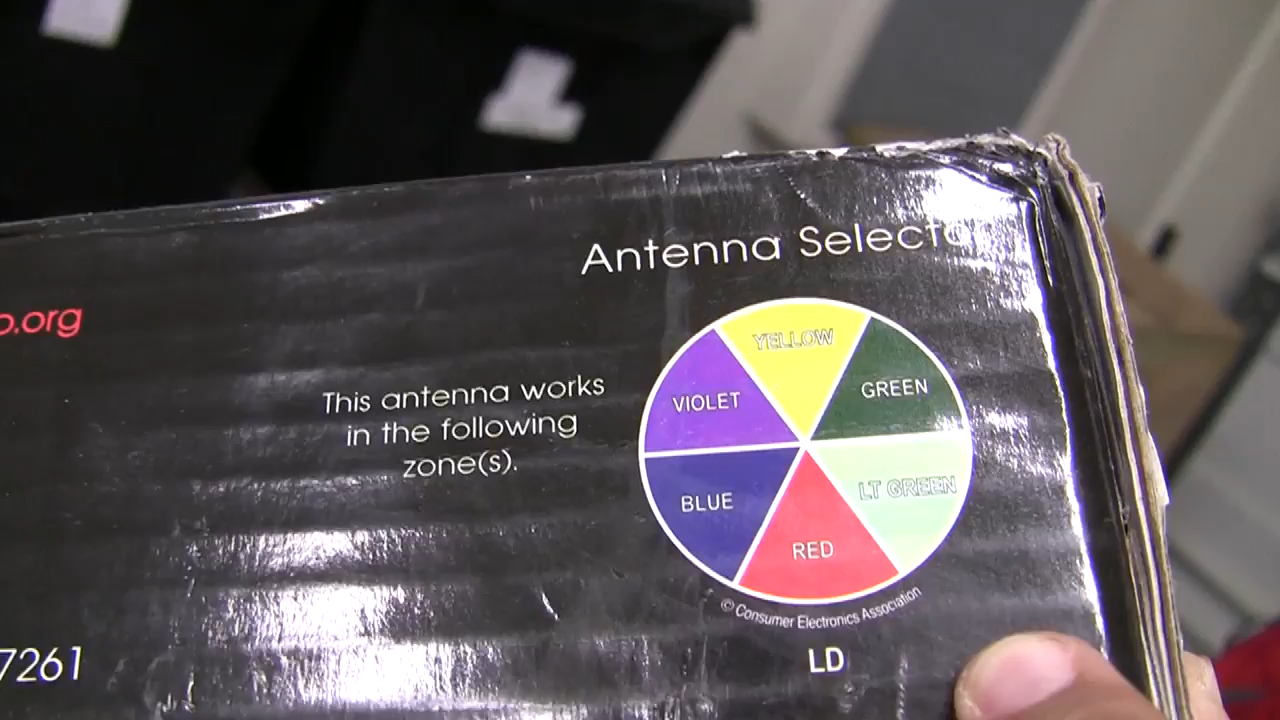 Antenna Selector
o.org
This antenna works
in the following
zone(s).
YELLOW
VIOLET
GREEN
BLUE
LT GREEN
RED
© Consumer Electronics Association
LD
7261